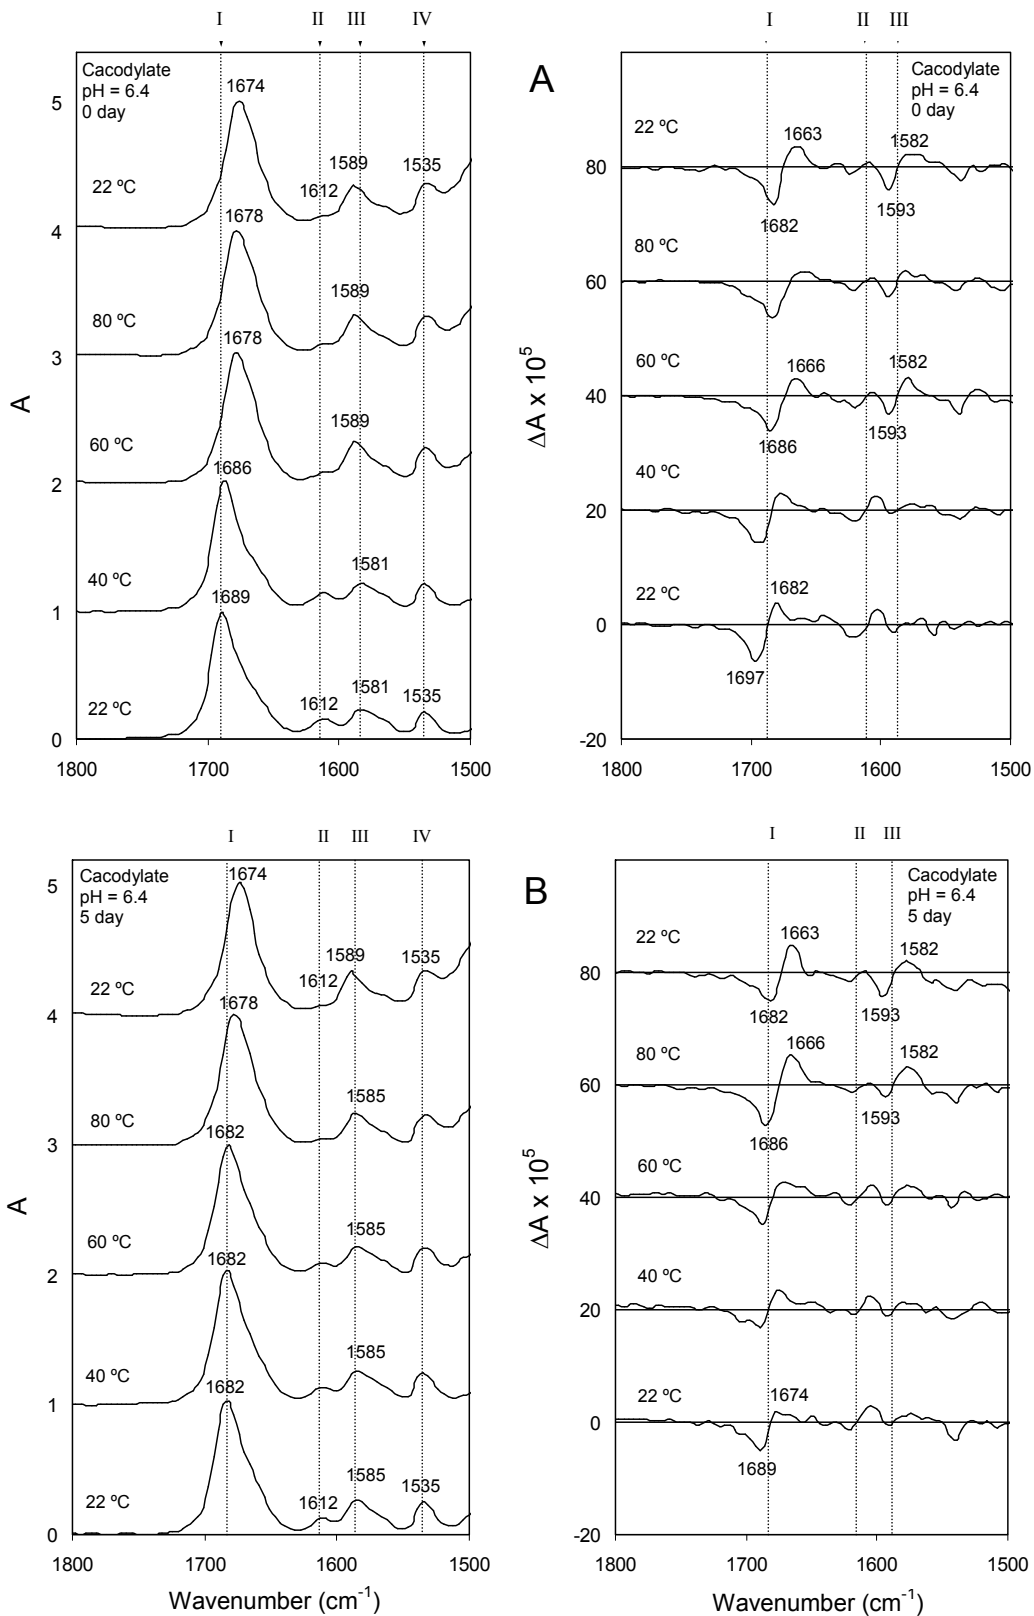 I II III IV
Cacodylate
pH = 6.4
0 day
5
1674
1589
1535
1612
22 ºC
4
1678
1589
80 ºC
3
1678
1589
60 ºC
2
1686
1581
40 ºC
1
1689
1581
1612
1535
22 ºC
0
1800 1700 1600 1500
A
A
I II III
Cacodylate
pH = 6.4
0 day
22 ºC
1663
1582
80
1682
1593
80 ºC
60
60 ºC
1666
1582
40
1686
1593
40 ºC
20
22 ºC
1682
0
1697
-20
1800 1700 1600 1500
ΔA x 10⁵
I II III IV
Cacodylate
pH = 6.4
5 day
5
1674
1589
1535
1612
22 ºC
4
1678
1585
80 ºC
3
1682
1585
60 ºC
2
1682
1585
40 ºC
1
1682
1585
1612
1535
22 ºC
0
1800 1700 1600 1500
A
Wavenumber (cm⁻¹)
B
I II III
Cacodylate
pH = 6.4
5 day
22 ºC
1663
1582
80
1682
1593
80 ºC
1666
1582
60
1686
1593
60 ºC
40
40 ºC
20
22 ºC
1674
0
1689
-20
1800 1700 1600 1500
ΔA x 10⁵
Wavenumber (cm⁻¹)